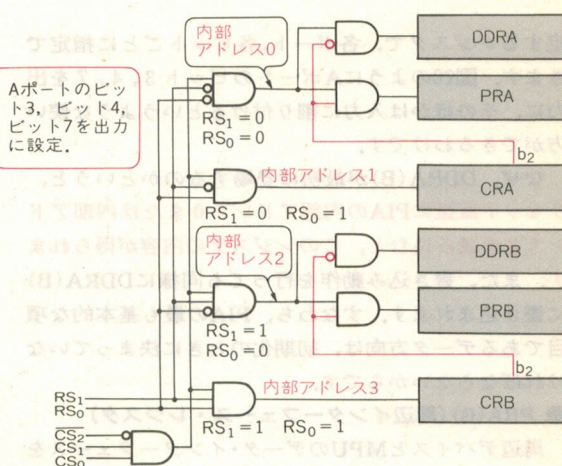 内部
アドレス0
DDRA
PRA
Aポートのビッ
ト3,ビット4,
ビット7を出力
に設定.
RS₁=0
RS₀=0
b₂
内部アドレス1
CRA
RS₁=0 RS₀=1
内部
アドレス2
DDRB
PRB
RS₁=1
RS₀=0
b₂
内部アドレス3
RS₁
RS₀
CRB
RS₁=1 RS₀=1
CS₂
CS₁
CS₀